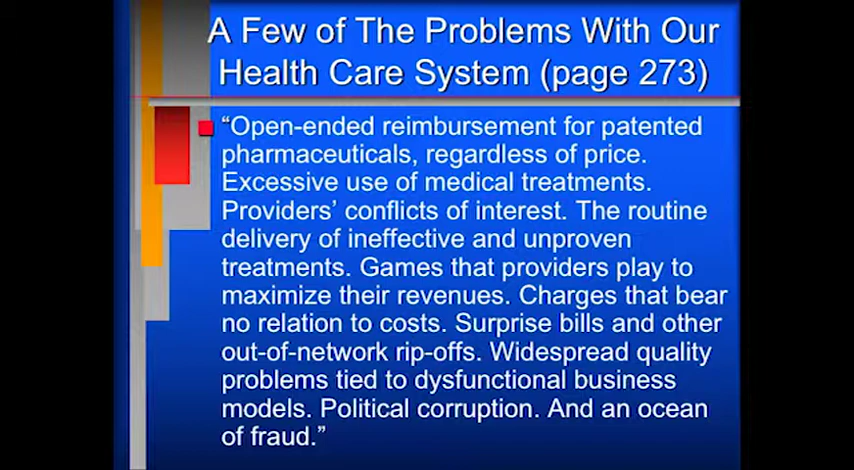 A Few of The Problems With Our
Health Care System (page 273)
“Open-ended reimbursement for patented
pharmaceuticals, regardless of price.
Excessive use of medical treatments.
Providers’ conflicts of interest. The routine
delivery of ineffective and unproven
treatments. Games that providers play to
maximize their revenues. Charges that bear
no relation to costs. Surprise bills and other
out-of-network rip-offs. Widespread quality
problems tied to dysfunctional business
models. Political corruption. And an ocean
of fraud.”